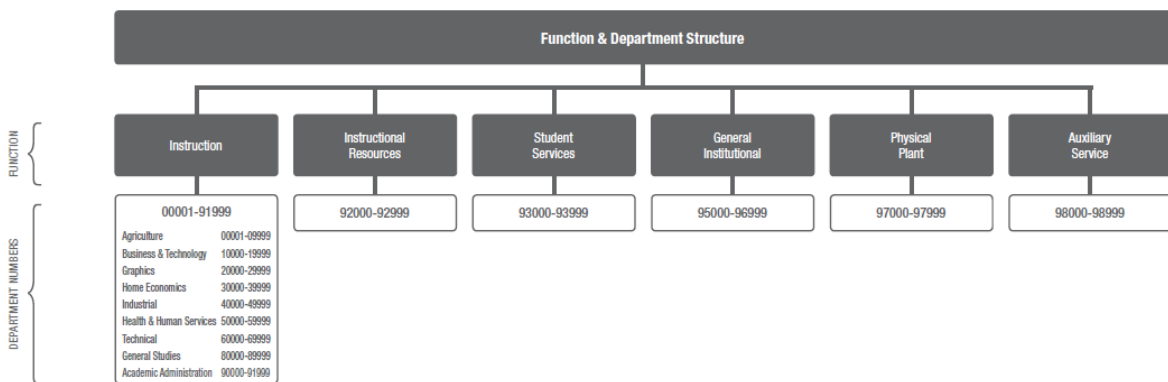 Function & Department Structure
FUNCTION
Instruction
Instructional
Resources
Student
Services
General
Institutional
Physical
Plant
Auxiliary
Service
DEPARTMENT NUMBERS
00001-91999
92000-92999
93000-93999
95000-96999
97000-97999
98000-98999
Agriculture 00001-09999
Business & Technology 10000-19999
Graphics 20000-29999
Home Economics 30000-39999
Industrial 40000-49999
Health & Human Services 50000-59999
Technical 60000-69999
General Studies 80000-89999
Academic Administration 90000-91999